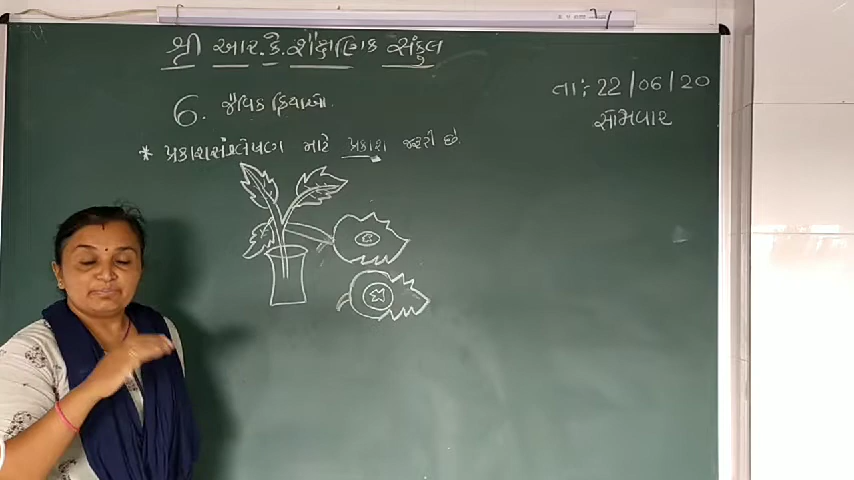 શ્રી આર.કે. શૈક્ષણિક સંકુલ
તા: 22/06/20
સોમવાર
6. જૈવિક ક્રિયાઓ.
* પ્રકાશસંશ્લેષણ માટે પ્રકાશ જરૂરી છે.